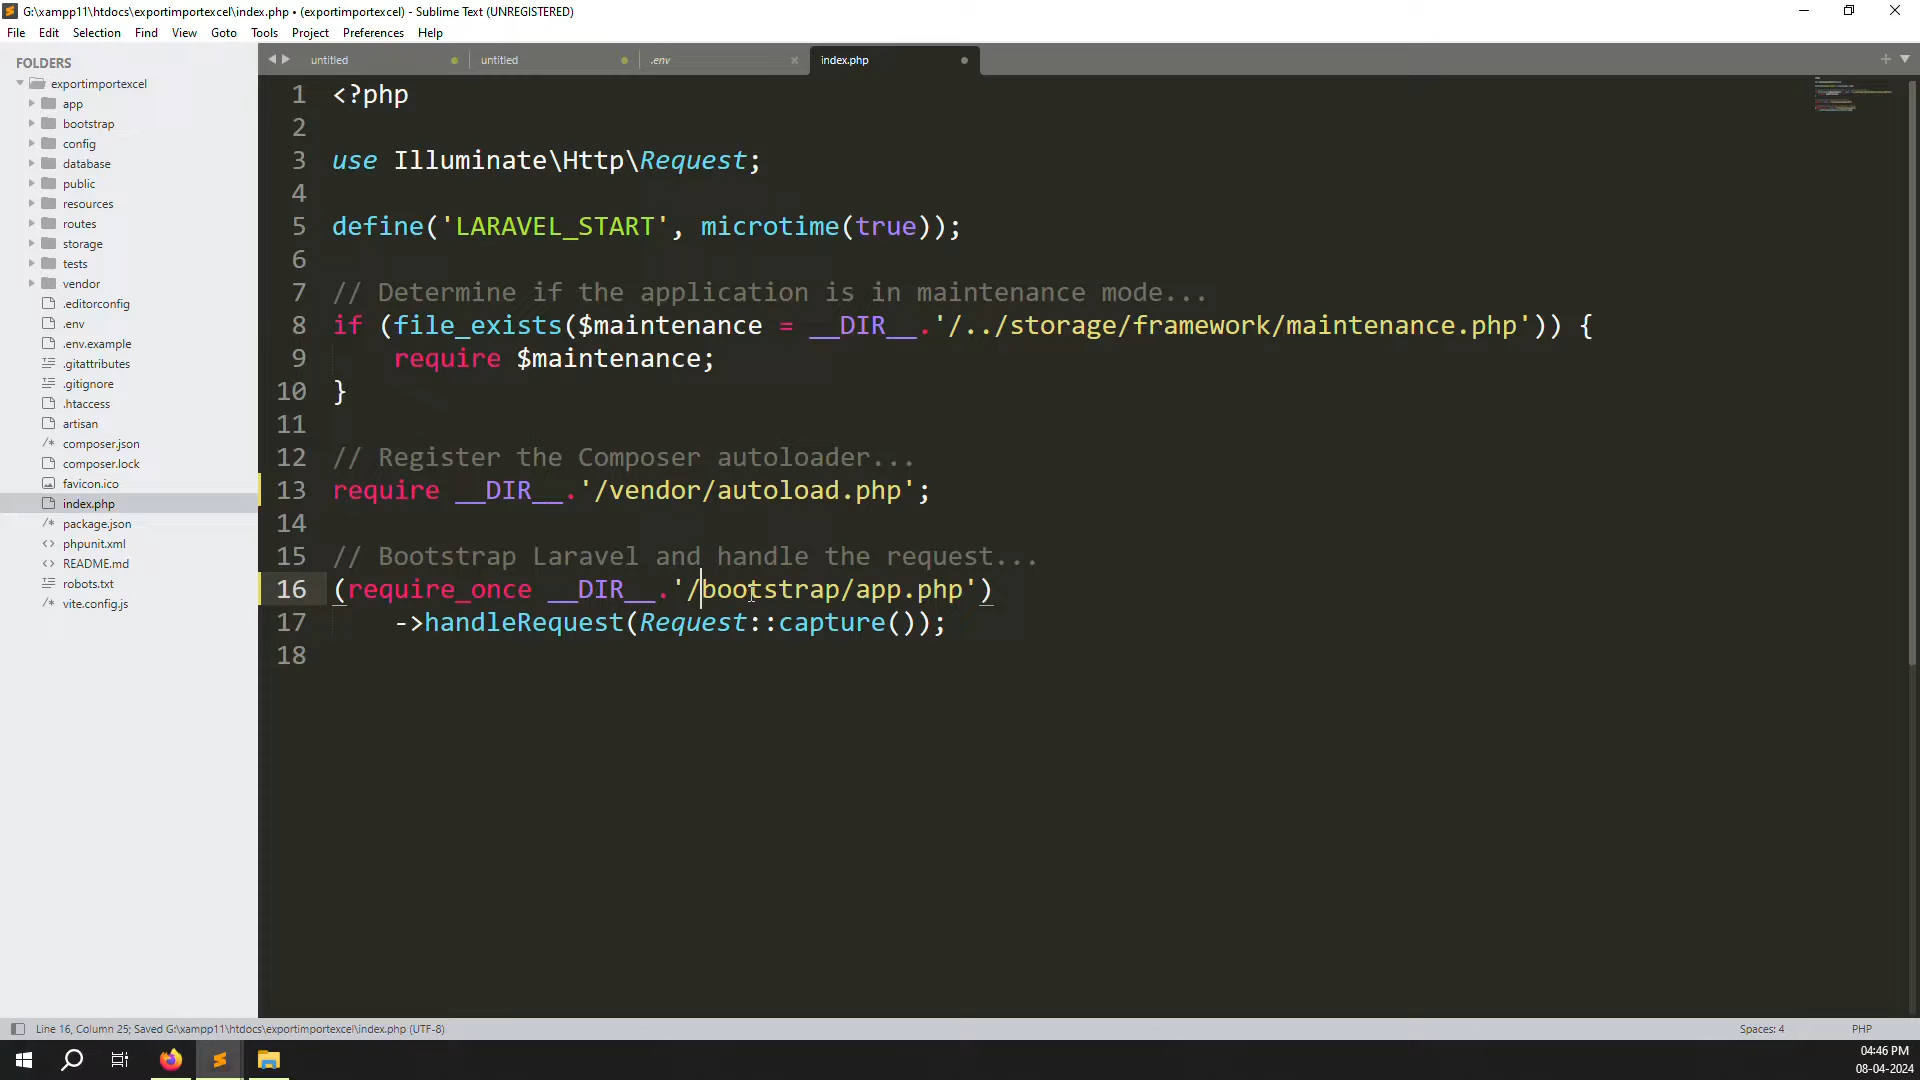 G:\xampp11\htdocs\exportimportexcel\index.php • (exportimportexcel) - Sublime Text (UNREGISTERED)
File Edit Selection Find View Goto Tools Project Preferences Help
FOLDERS
exportimportexcel
app
bootstrap
config
database
public
resources
routes
storage
tests
vendor
.editorconfig
.env
.env.example
.gitattributes
.gitignore
.htaccess
artisan
composer.json
composer.lock
favicon.ico
index.php
package.json
phpunit.xml
README.md
robots.txt
vite.config.js
untitled untitled .env index.php
1 <?php
2
3 use Illuminate\Http\Request;
4
5 define('LARAVEL_START', microtime(true));
6
7 // Determine if the application is in maintenance mode...
8 if (file_exists($maintenance = __DIR__.'/../storage/framework/maintenance.php')) {
9     require $maintenance;
10 }
11
12 // Register the Composer autoloader...
13 require __DIR__.'/vendor/autoload.php';
14
15 // Bootstrap Laravel and handle the request...
16 (require_once __DIR__.'/bootstrap/app.php')
17     ->handleRequest(Request::capture());
18
Line 16, Column 25; Saved G:\xampp11\htdocs\exportimportexcel\index.php (UTF-8)
Spaces: 4 PHP
04:46 PM
08-04-2024